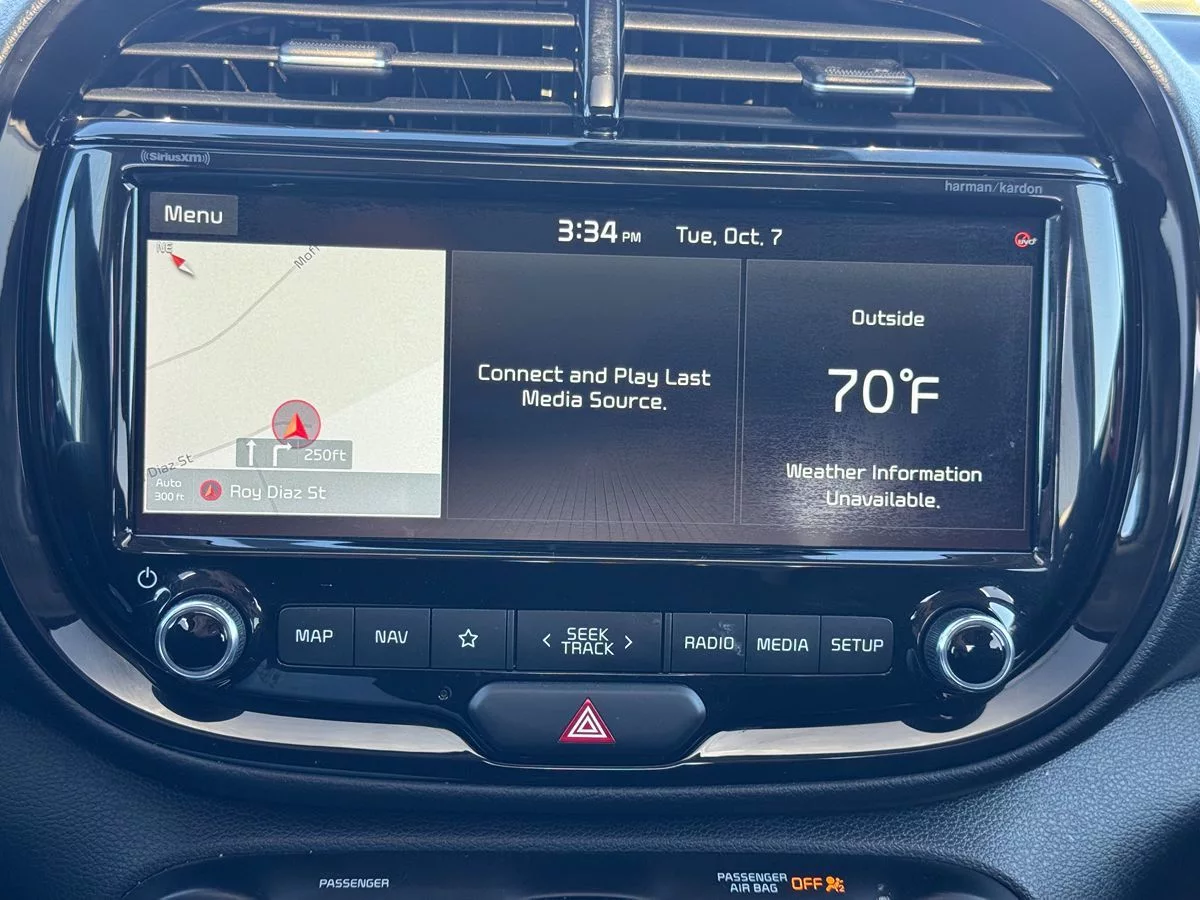 SiriusXM
harman/kardon
Menu
3:34 PM Tue, Oct. 7
UVO
NE
Moff
Outside
70°F
Connect and Play Last
Media Source.
Weather Information
Unavailable.
250ft
Diaz St
Auto
300 ft
Roy Diaz St
MAP
NAV
SEEK
TRACK
RADIO
MEDIA
SETUP
PASSENGER
PASSENGER
AIR BAG OFF